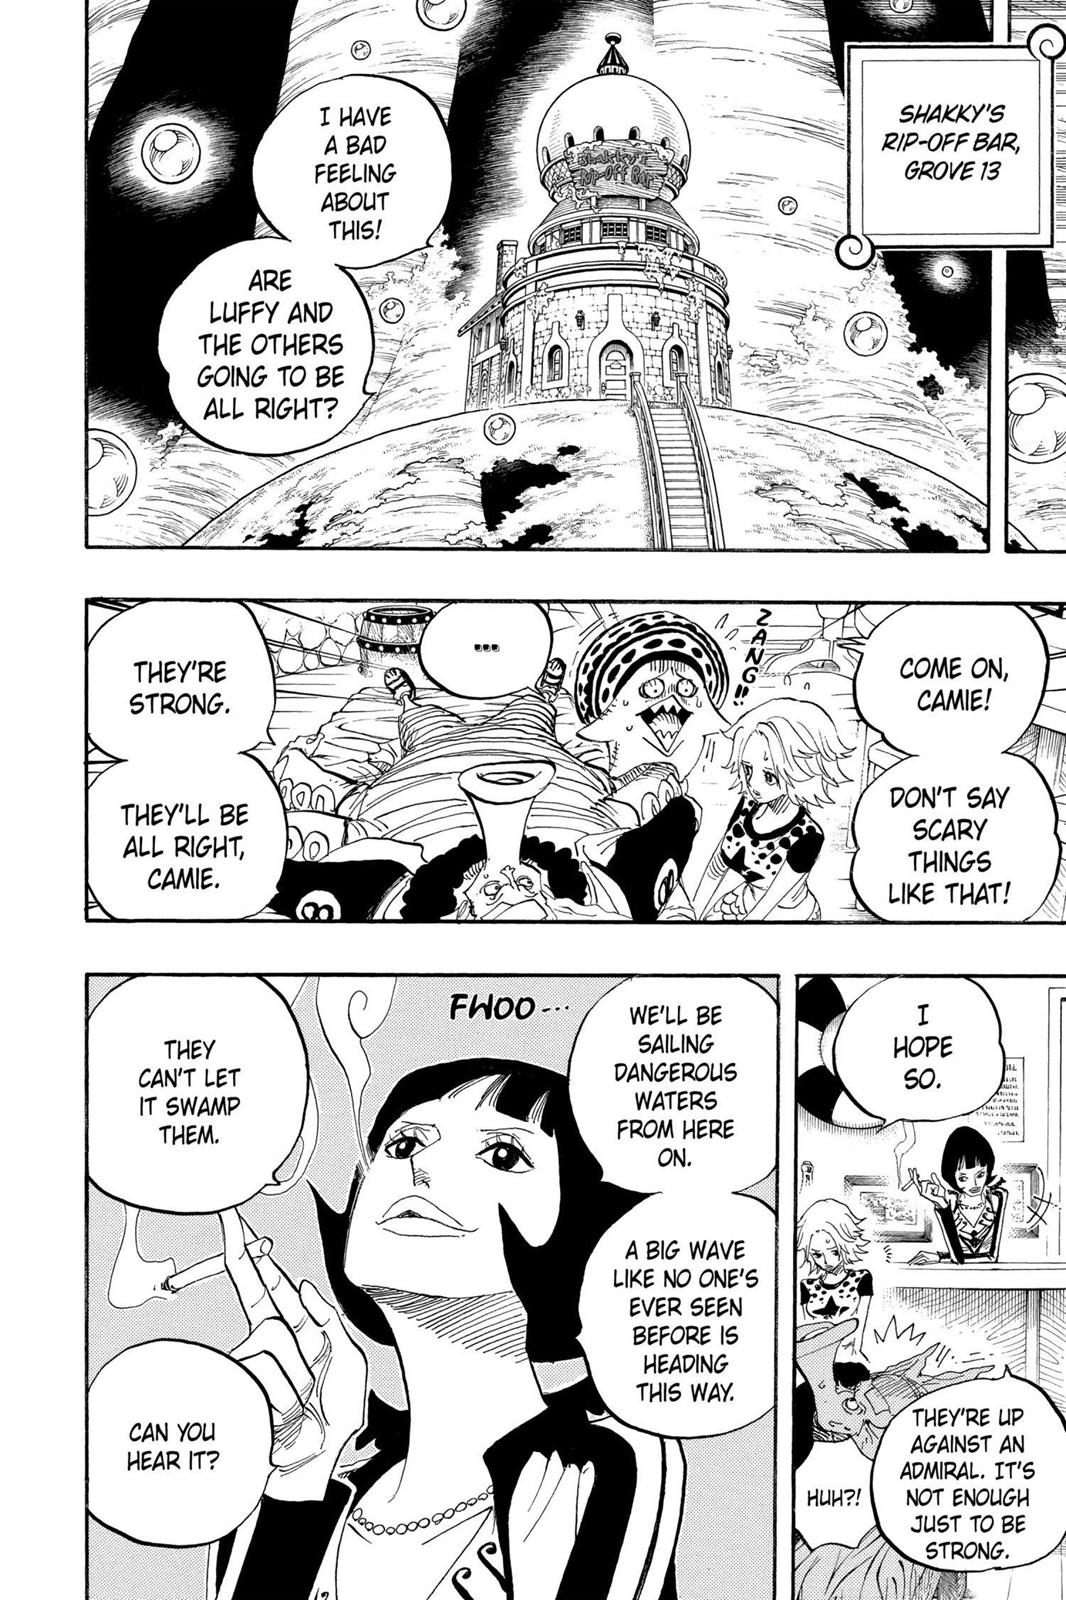 SHAKKY'S
RIP-OFF BAR,
GROVE 13
I HAVE
A BAD
FEELING
ABOUT
THIS!
Shakky's
Rip-off Bar
ARE
LUFFY AND
THE OTHERS
GOING TO BE
ALL RIGHT?
COME ON,
CAMIE!
DON'T SAY
SCARY
THINGS
LIKE THAT!
ZANG!!
...
THEY'RE
STRONG.
THEY'LL BE
ALL RIGHT,
CAMIE.
I
HOPE
SO.
THEY'RE UP
AGAINST AN
ADMIRAL. IT'S
NOT ENOUGH
JUST TO BE
STRONG.
HUH?!
WE'LL BE
SAILING
DANGEROUS
WATERS
FROM HERE
ON.
A BIG WAVE
LIKE NO ONE'S
EVER SEEN
BEFORE IS
HEADING
THIS WAY.
FWOO...
THEY
CAN'T LET
IT SWAMP
THEM.
CAN YOU
HEAR IT?